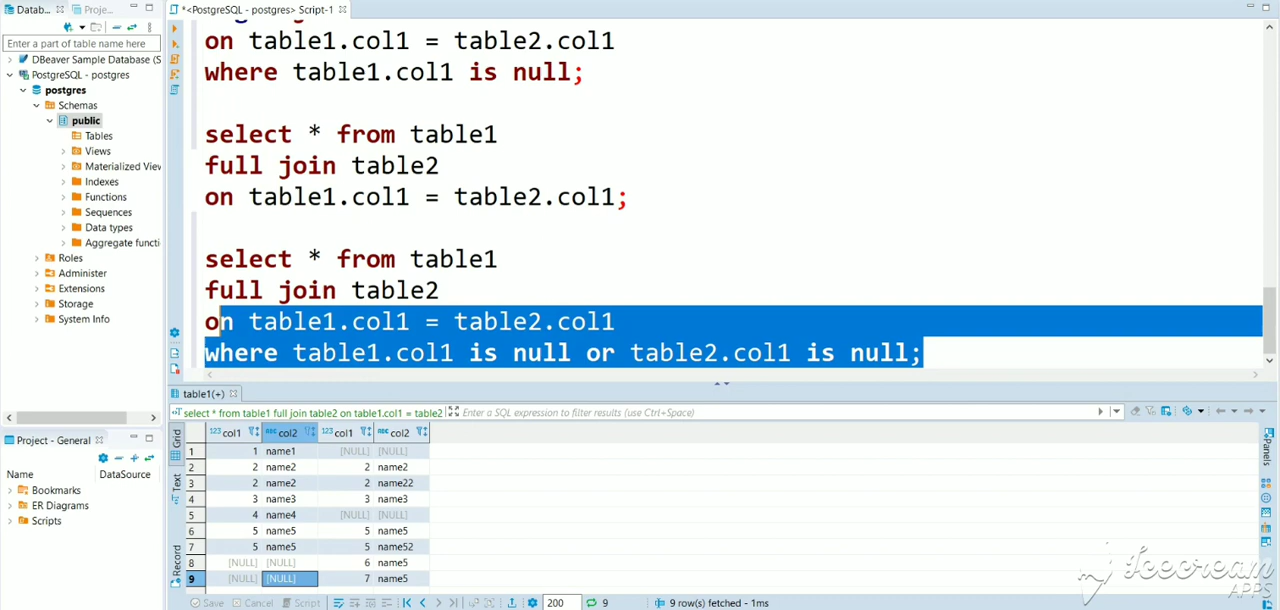 Datab...
Proje...
*<PostgreSQL - postgres> Script-1
Enter a part of table name here
DBeaver Sample Database (S
PostgreSQL - postgres
postgres
Schemas
public
Tables
Views
Materialized View
Indexes
Functions
Sequences
Data types
Aggregate functi
Roles
Administer
Extensions
Storage
System Info
on table1.col1 = table2.col1
where table1.col1 is null;
select * from table1
full join table2
on table1.col1 = table2.col1;
select * from table1
full join table2
on table1.col1 = table2.col1
where table1.col1 is null or table2.col1 is null;
Project - General
Name DataSource
Bookmarks
ER Diagrams
Scripts
table1(+)
select * from table1 full join table2 on table1.col1 = table2 Enter a SQL expression to filter results (use Ctrl+Space)
Grid
Text
Record
Panels
123 col1 ABC col2 123 col1 ABC col2
1 1 name1 [NULL] [NULL]
2 2 name2 2 name2
3 2 name2 2 name22
4 3 name3 3 name3
5 4 name4 [NULL] [NULL]
6 5 name5 5 name5
7 5 name5 5 name52
8 [NULL] [NULL] 6 name5
9 [NULL] [NULL] 7 name5
Save Cancel Script 200 9 9 row(s) fetched - 1ms
Icecream
APPS